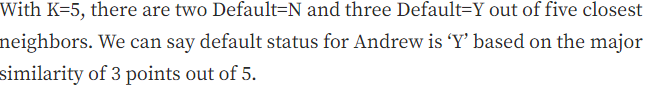 With K=5, there are two Default=N and three Default=Y out of five closest
neighbors. We can say default status for Andrew is ‘Y’ based on the major
similarity of 3 points out of 5.